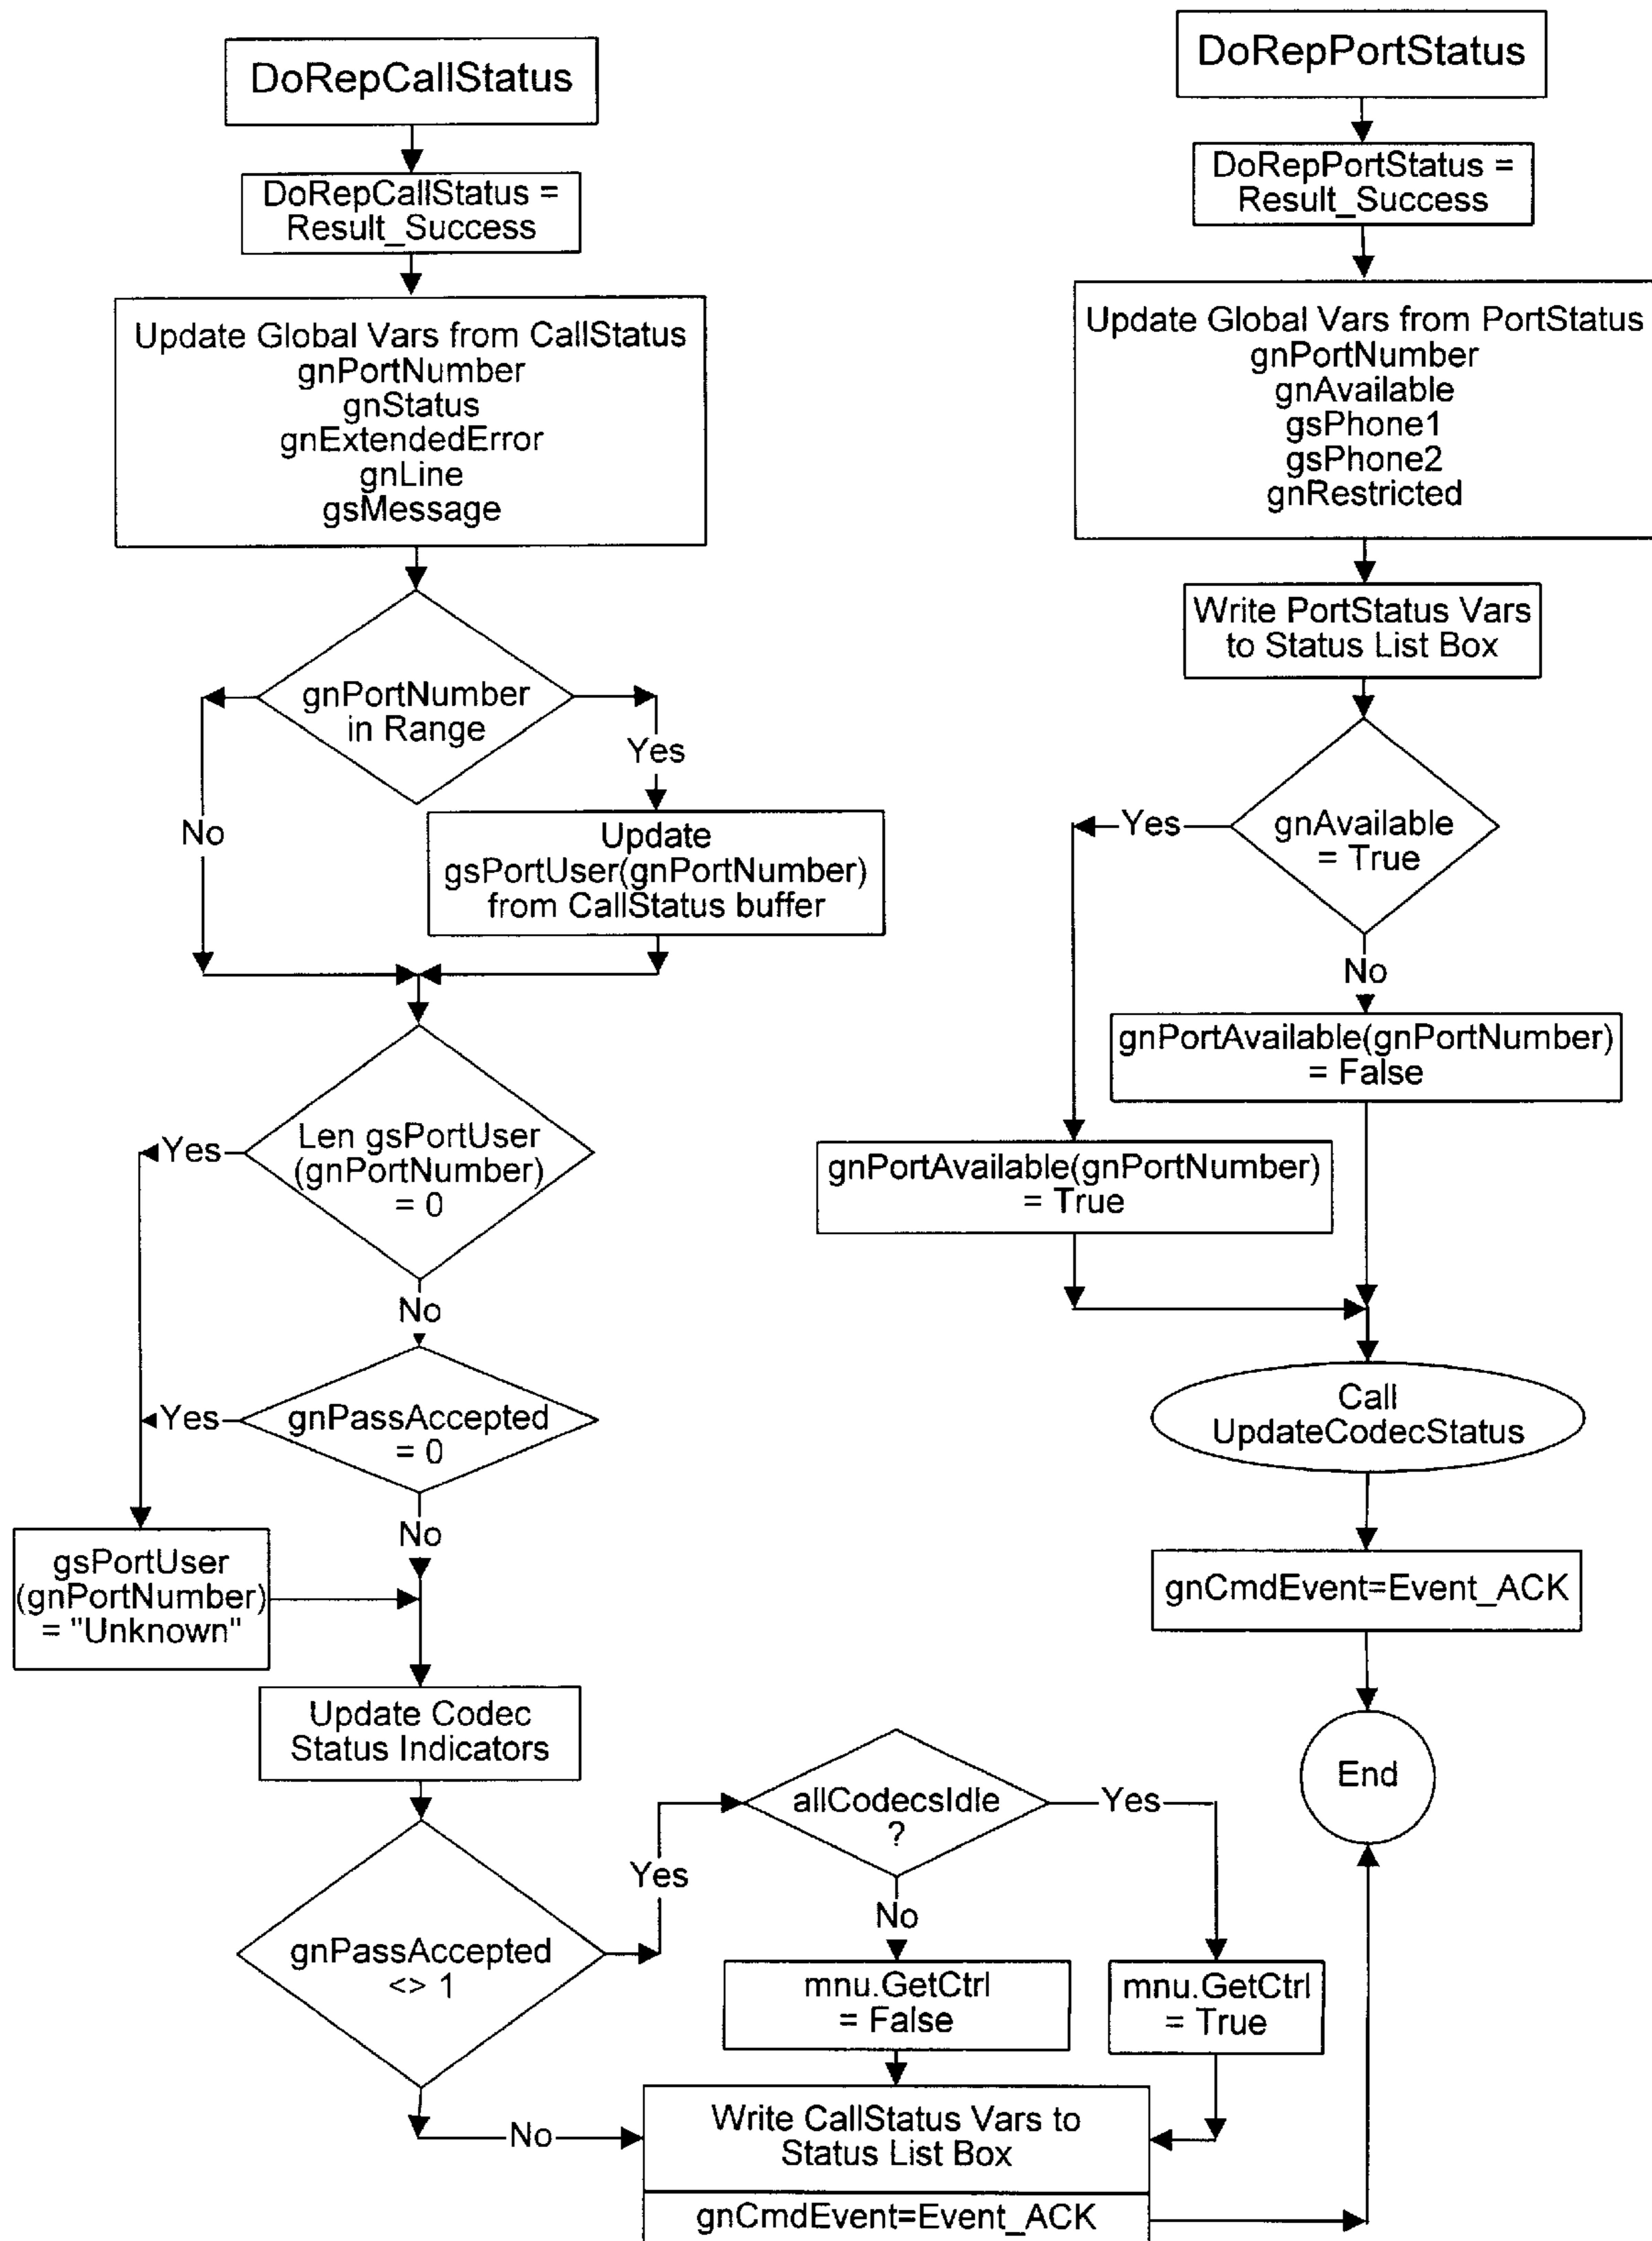 DoRepCallStatus
DoRepCallStatus =
Result_Success
Update Global Vars from CallStatus
gnPortNumber
gnStatus
gnExtendedError
gnLine
gsMessage
gnPortNumber
in Range
Yes
No
Update
gsPortUser(gnPortNumber)
from CallStatus buffer
Len gsPortUser
(gnPortNumber)
= 0
Yes
No
gnPassAccepted
= 0
Yes
No
gsPortUser
(gnPortNumber)
= "Unknown"
Update Codec
Status Indicators
gnPassAccepted
<> 1
Yes
No
allCodecsIdle
?
Yes
No
mnu.GetCtrl
= False
mnu.GetCtrl
= True
Write CallStatus Vars to
Status List Box
gnCmdEvent=Event_ACK
DoRepPortStatus
DoRepPortStatus =
Result_Success
Update Global Vars from PortStatus
gnPortNumber
gnAvailable
gsPhone1
gsPhone2
gnRestricted
Write PortStatus Vars
to Status List Box
gnAvailable
= True
Yes
No
gnPortAvailable(gnPortNumber)
= False
gnPortAvailable(gnPortNumber)
= True
Call
UpdateCodecStatus
gnCmdEvent=Event_ACK
End